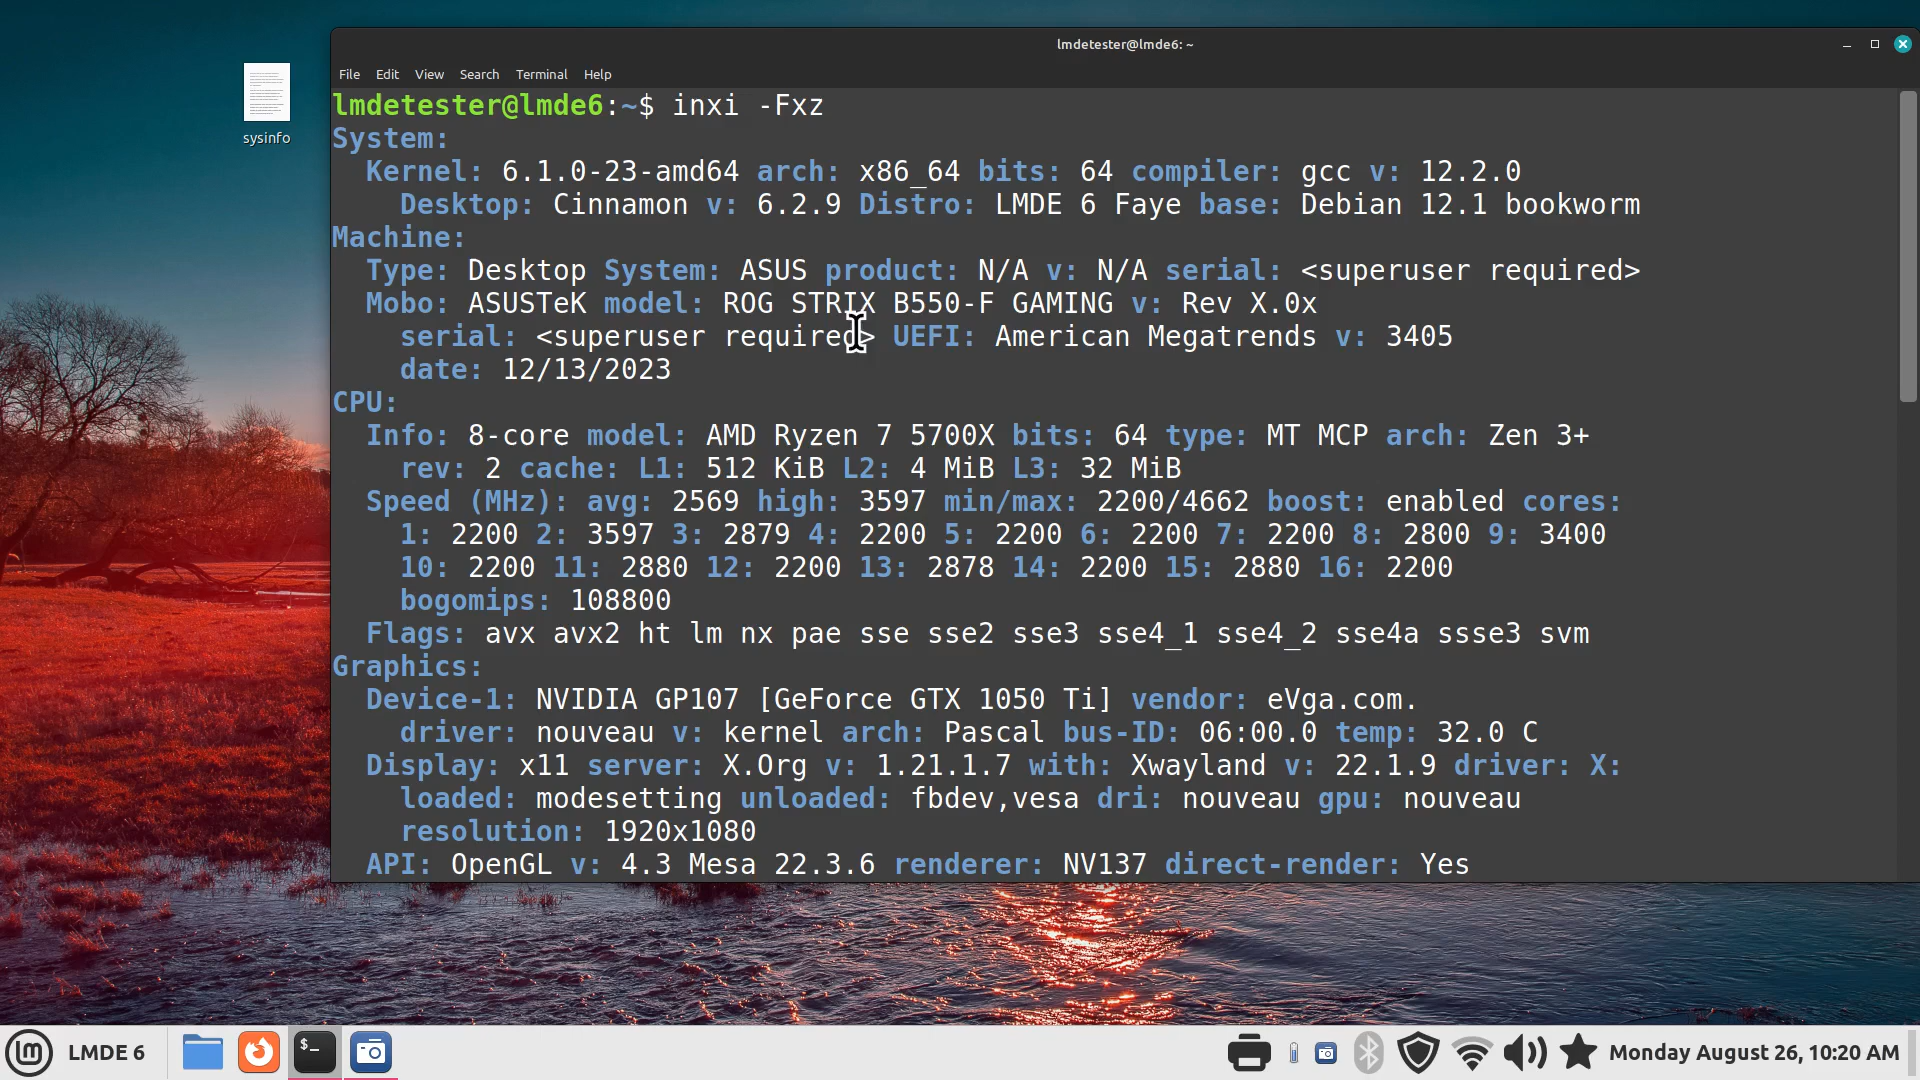 lmdetester@lmde6: ~
File Edit View Search Terminal Help
sysinfo
lmdetester@lmde6:~$ inxi -Fxz
System:
Kernel: 6.1.0-23-amd64 arch: x86_64 bits: 64 compiler: gcc v: 12.2.0
Desktop: Cinnamon v: 6.2.9 Distro: LMDE 6 Faye base: Debian 12.1 bookworm
Machine:
Type: Desktop System: ASUS product: N/A v: N/A serial: <superuser required>
Mobo: ASUSTeK model: ROG STRIX B550-F GAMING v: Rev X.0x
serial: <superuser required> UEFI: American Megatrends v: 3405
date: 12/13/2023
CPU:
Info: 8-core model: AMD Ryzen 7 5700X bits: 64 type: MT MCP arch: Zen 3+
rev: 2 cache: L1: 512 KiB L2: 4 MiB L3: 32 MiB
Speed (MHz): avg: 2569 high: 3597 min/max: 2200/4662 boost: enabled cores:
1: 2200 2: 3597 3: 2879 4: 2200 5: 2200 6: 2200 7: 2200 8: 2800 9: 3400
10: 2200 11: 2880 12: 2200 13: 2878 14: 2200 15: 2880 16: 2200
bogomips: 108800
Flags: avx avx2 ht lm nx pae sse sse2 sse3 sse4_1 sse4_2 sse4a ssse3 svm
Graphics:
Device-1: NVIDIA GP107 [GeForce GTX 1050 Ti] vendor: eVga.com.
driver: nouveau v: kernel arch: Pascal bus-ID: 06:00.0 temp: 32.0 C
Display: x11 server: X.Org v: 1.21.1.7 with: Xwayland v: 22.1.9 driver: X:
loaded: modesetting unloaded: fbdev,vesa dri: nouveau gpu: nouveau
resolution: 1920x1080
API: OpenGL v: 4.3 Mesa 22.3.6 renderer: NV137 direct-render: Yes
LMDE 6
$_
Monday August 26, 10:20 AM